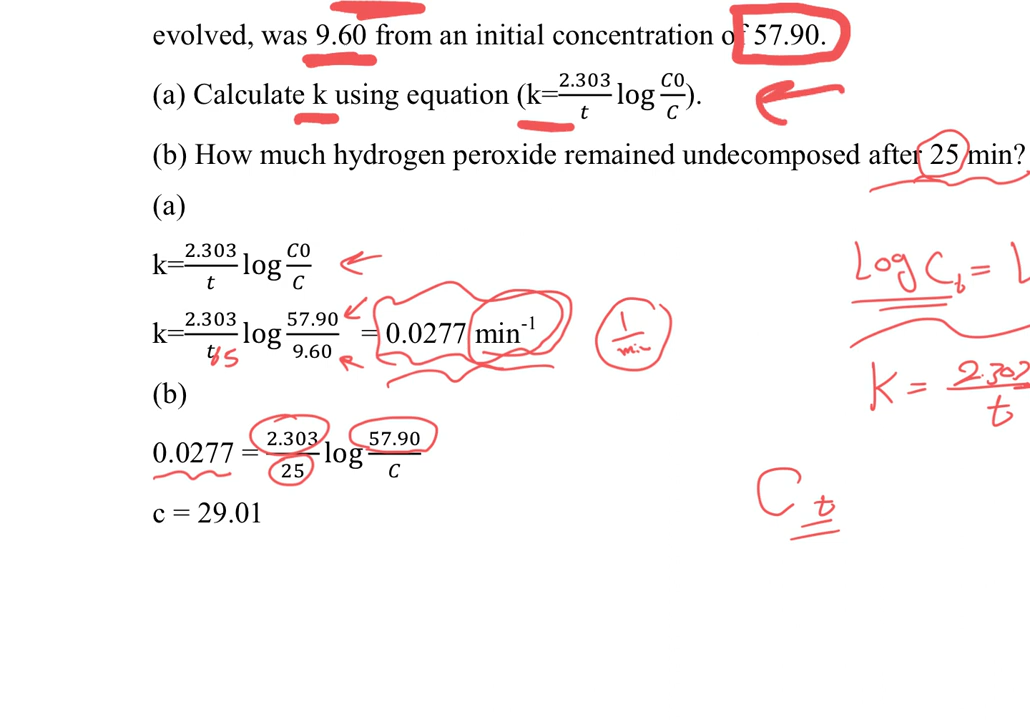 evolved, was 9.60 from an initial concentration of 57.90.
(a) Calculate k using equation (k=2.303/t log C0/C).
(b) How much hydrogen peroxide remained undecomposed after 25 min?
(a)
k=2.303/t log C0/C
Log Ct = L
k=2.303/t log 57.90/9.60 = 0.0277 min⁻¹
65
1/min
K = 2.303/t
(b)
0.0277 = 2.303/25 log 57.90/C
Ct
c = 29.01